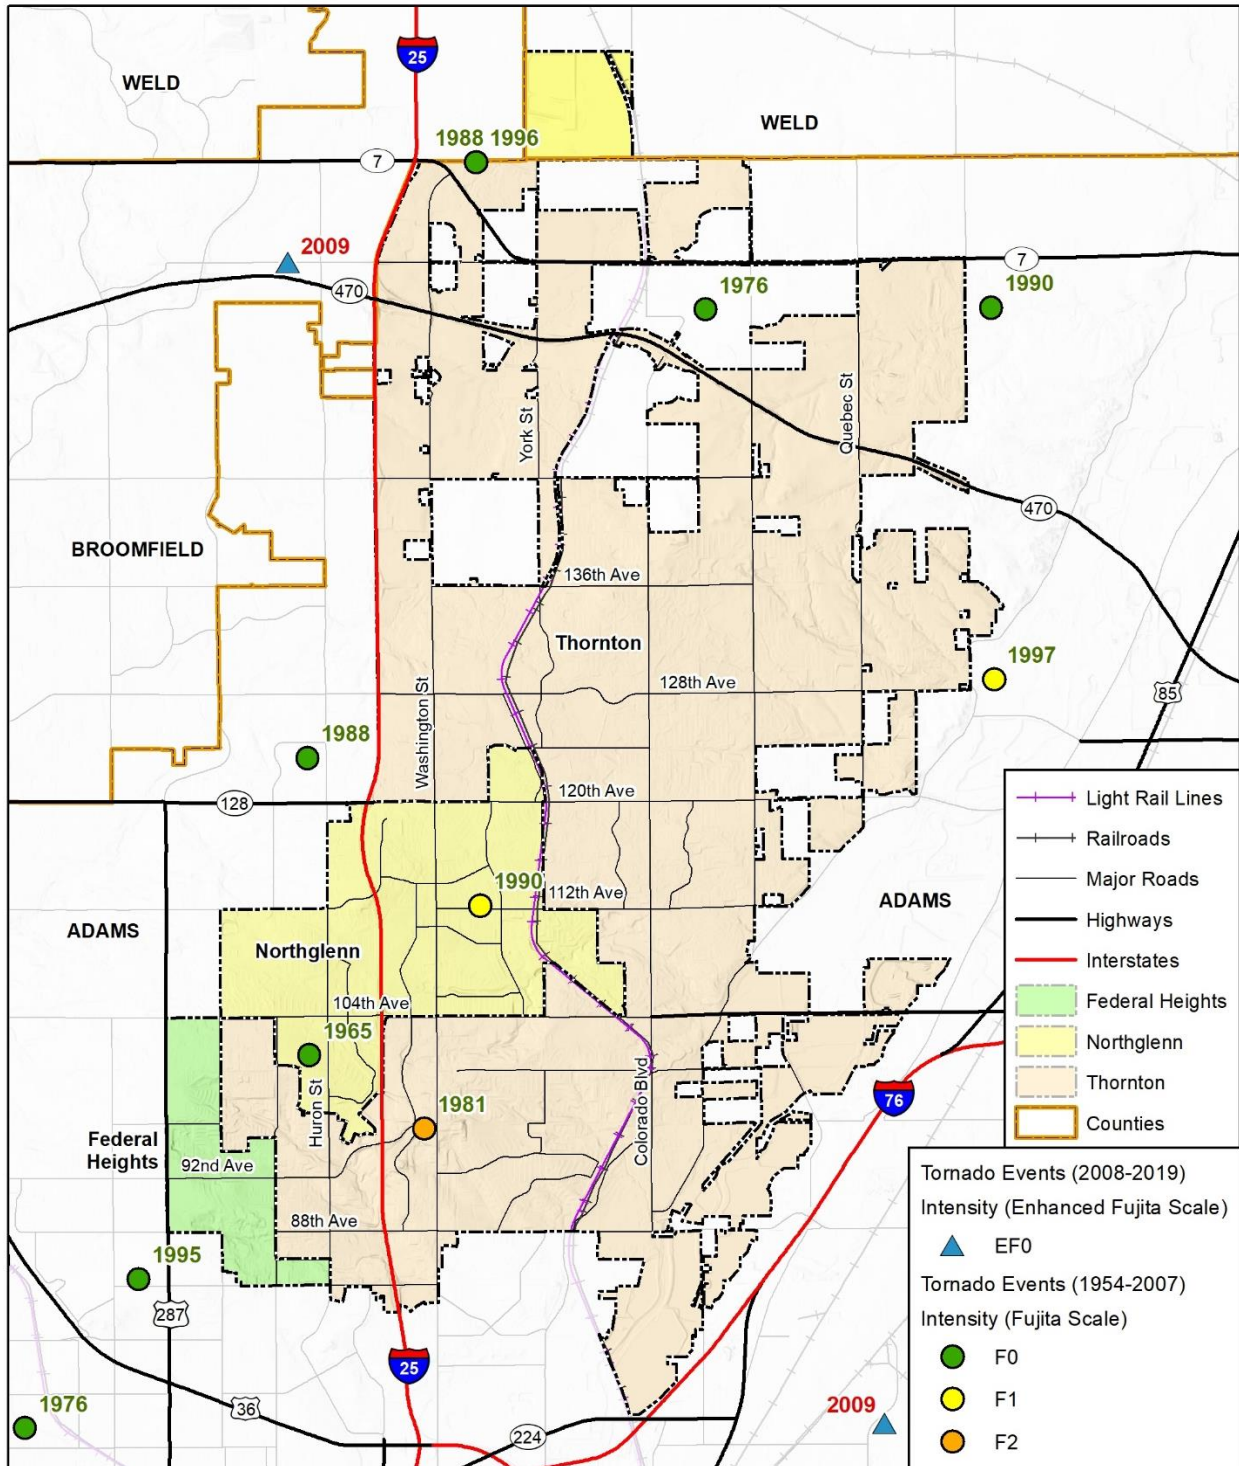 25
WELD
WELD
1988 1996
7
2009
7
470
1976
1990
York St
Quebec St
470
BROOMFIELD
136th Ave
Thornton
1997
128th Ave
85
Washington St
1988
120th Ave
128
Light Rail Lines
Railroads
Major Roads
Highways
Interstates
Federal Heights
Northglenn
Thornton
Counties
1990
112th Ave
ADAMS
ADAMS
Northglenn
104th Ave
1965
Huron St
1981
Colorado Blvd
76
Federal
Heights
92nd Ave
88th Ave
Tornado Events (2008-2019)
Intensity (Enhanced Fujita Scale)
EF0
Tornado Events (1954-2007)
Intensity (Fujita Scale)
F0
F1
F2
1995
287
25
1976
36
224
2009